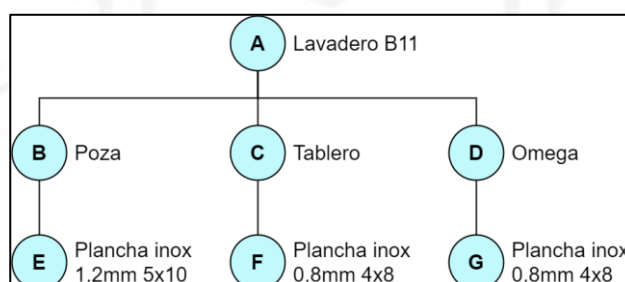 A Lavadero B11
B Poza
C Tablero
D Omega
E Plancha inox
1.2mm 5x10
F Plancha inox
0.8mm 4x8
G Plancha inox
0.8mm 4x8